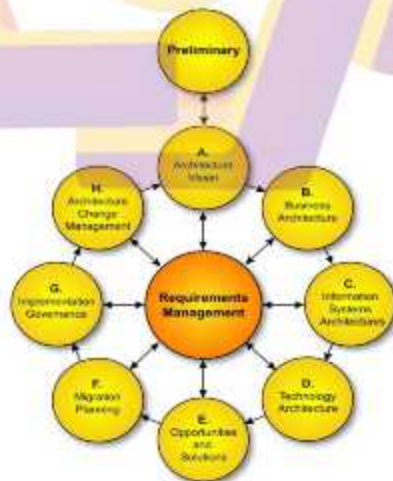 Preliminary
A.
Architecture
Vision
B.
Business
Architecture
C.
Information
Systems
Architectures
D.
Technology
Architecture
E.
Opportunities
and
Solutions
F.
Migration
Planning
G.
Implementation
Governance
H.
Architecture
Change
Management
Requirements
Management